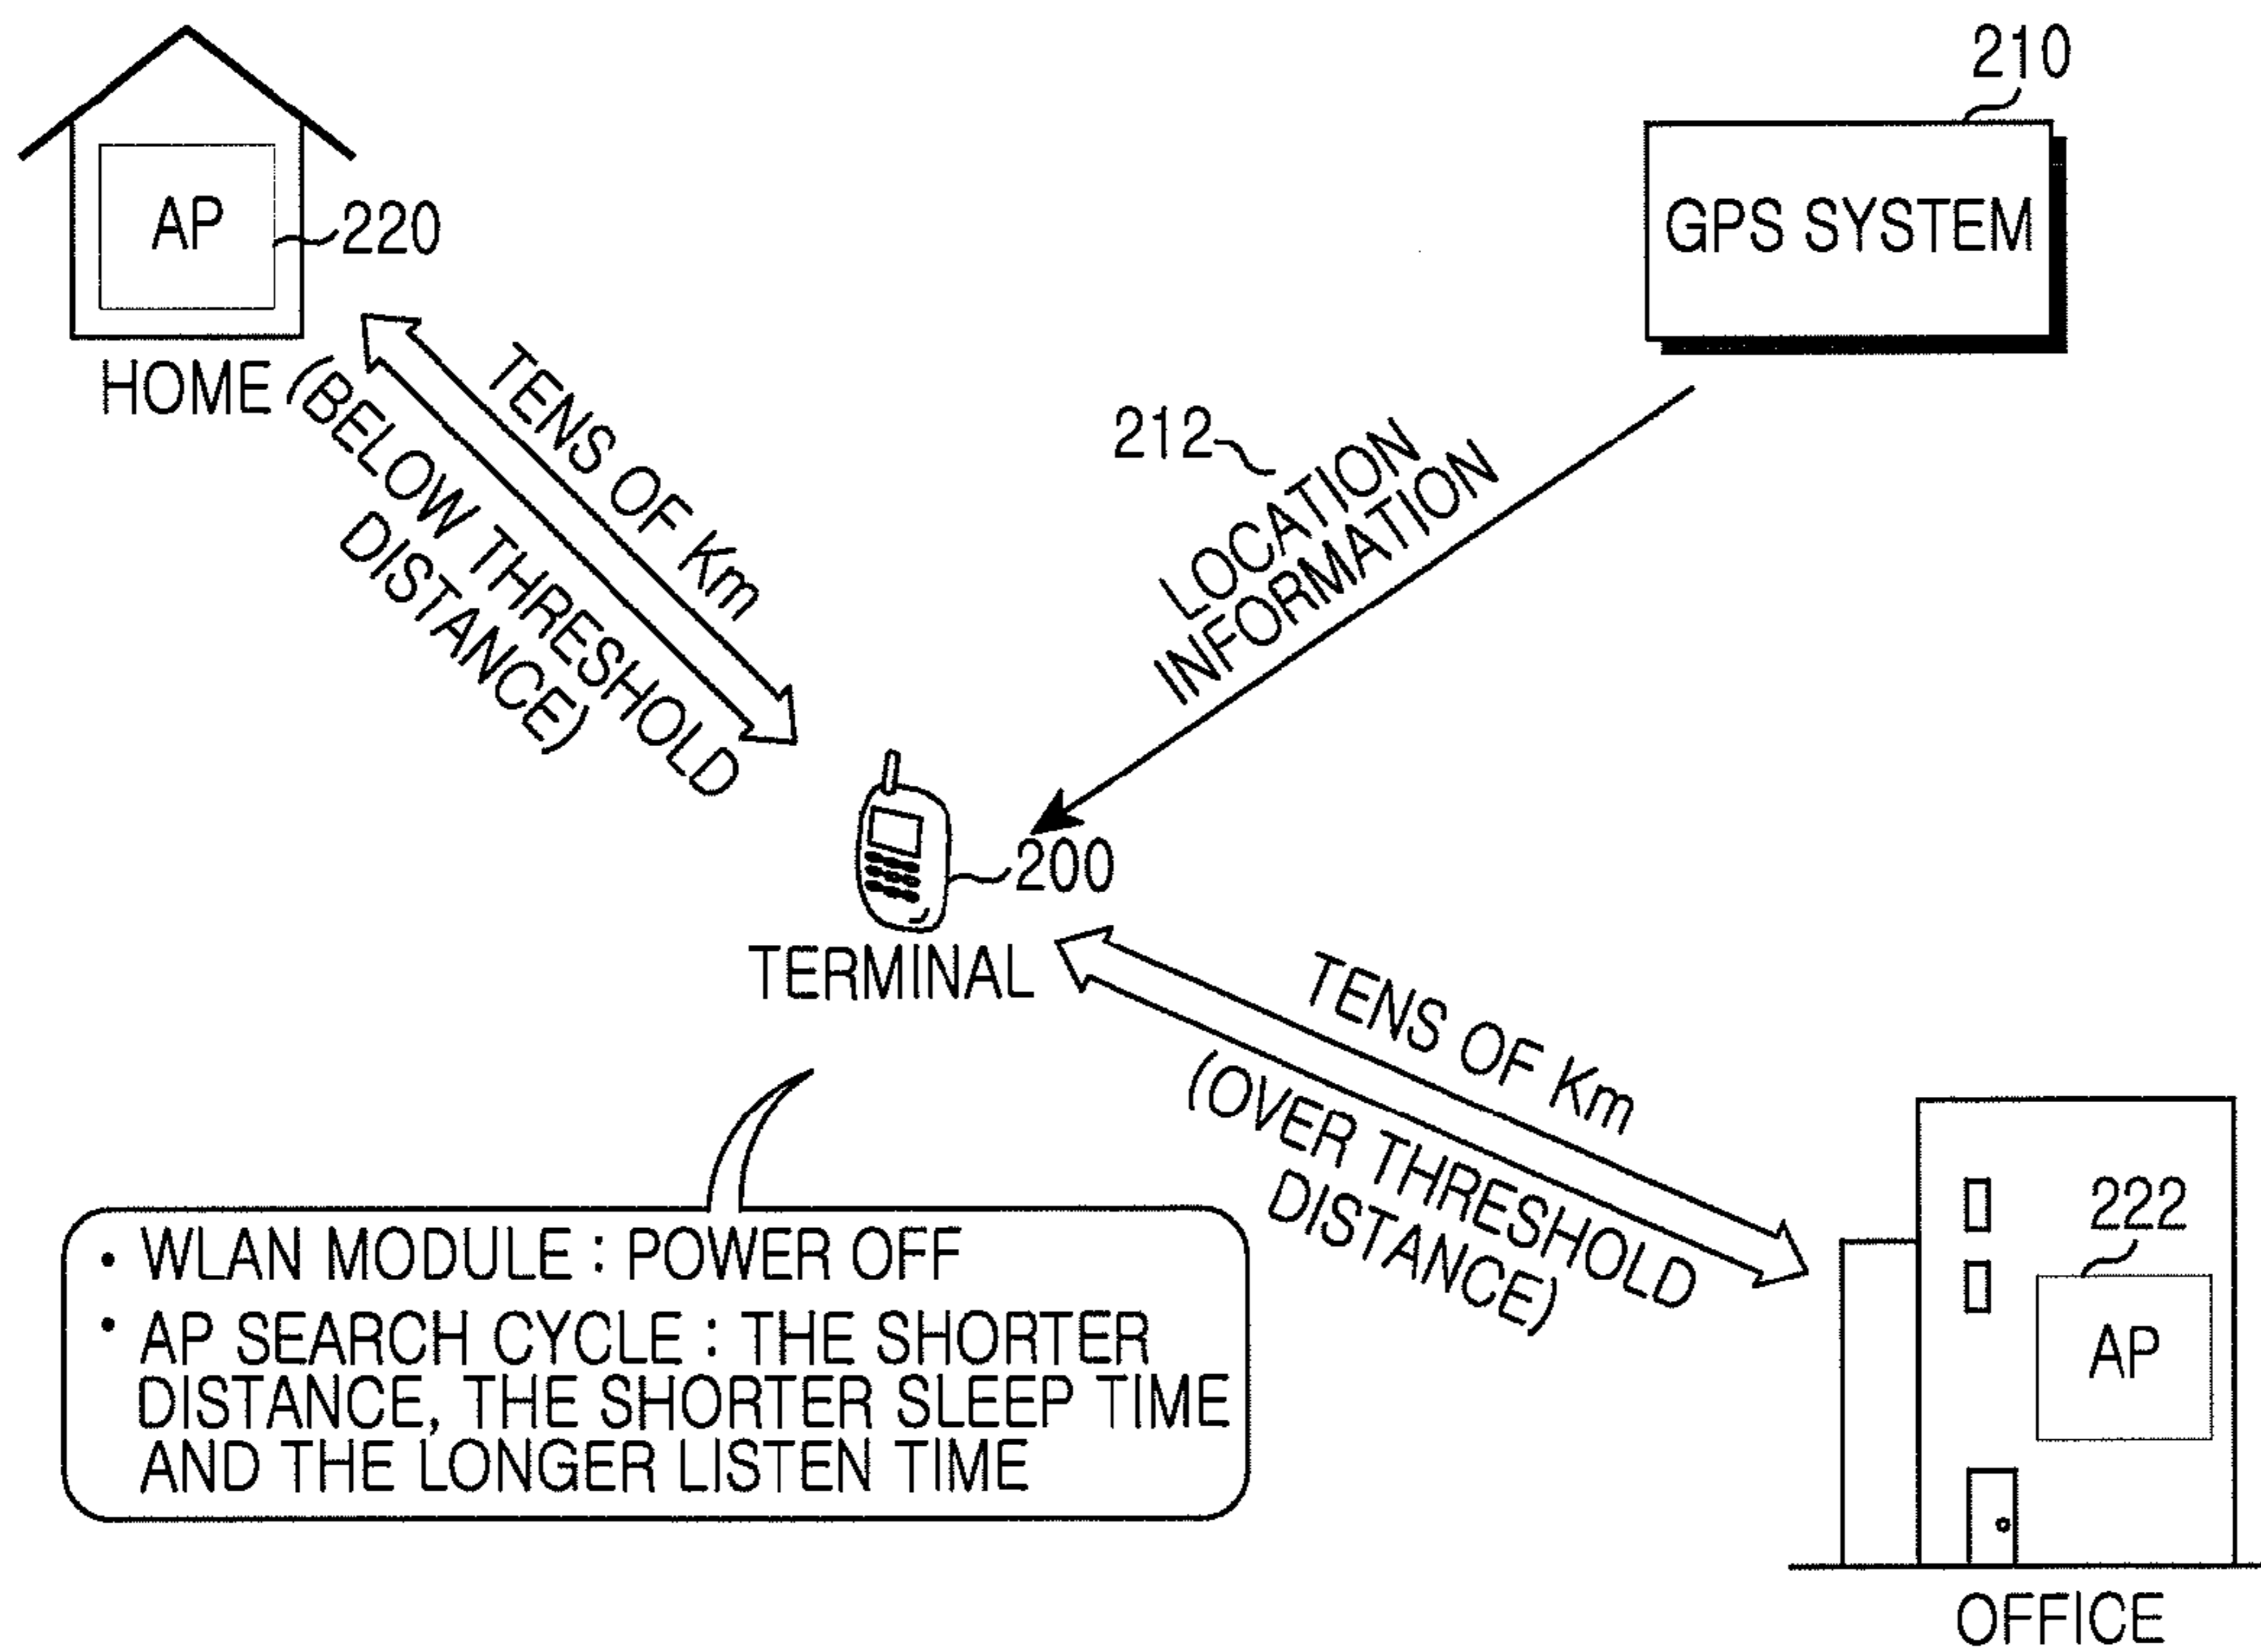 210
AP
220
GPS SYSTEM
HOME
TENS OF Km
(BELOW THRESHOLD
DISTANCE)
212
LOCATION
INFORMATION
200
TERMINAL
TENS OF Km
(OVER THRESHOLD
DISTANCE)
• WLAN MODULE : POWER OFF
• AP SEARCH CYCLE : THE SHORTER
DISTANCE, THE SHORTER SLEEP TIME
AND THE LONGER LISTEN TIME
222
AP
OFFICE